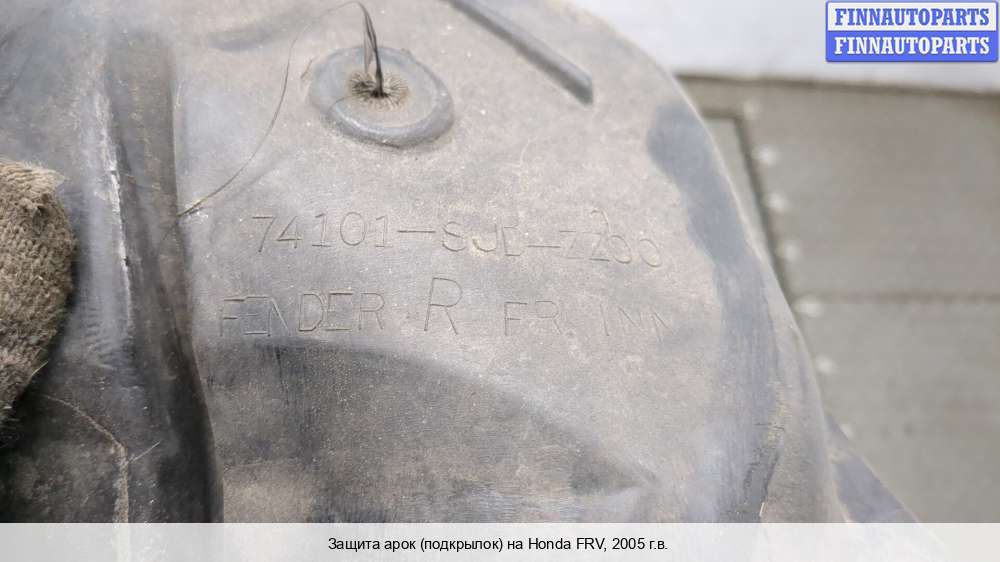 FINNAUTOPARTS
FINNAUTOPARTS
74101-SJD-
FENDER R FR. INN
Защита арок (подкрылок) на Honda FRV, 2005 г.в.